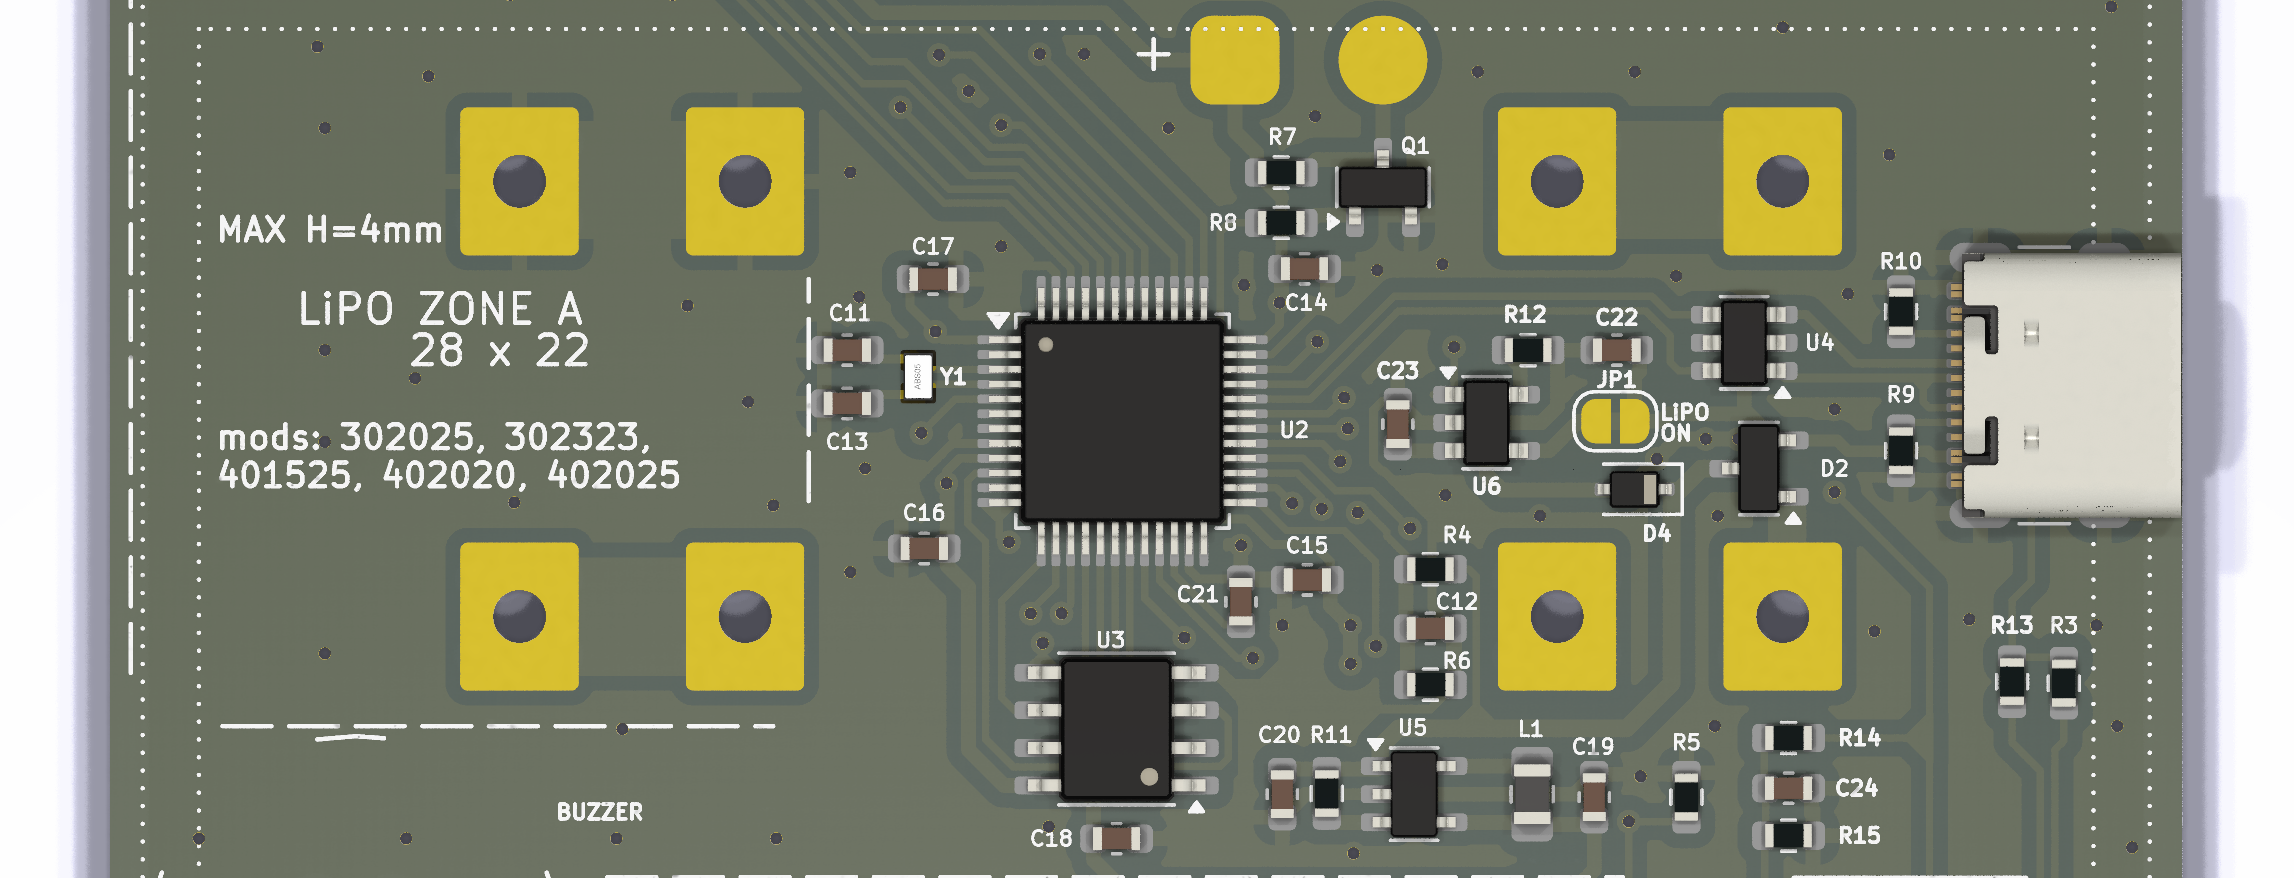 +
R7
Q1
R8
MAX H=4mm
C17
R10
C14
LiPO ZONE A
28 x 22
C11
R12
C22
U4
C23
Y1
JP1
R9
LiPO
ON
mods: 302025, 302323,
401525, 402020, 402025
C13
U2
D2
U6
C16
D4
R4
C15
C21
C12
R13
R3
U3
R6
U5
L1
C20
R11
C19
R5
R14
C24
BUZZER
C18
R15